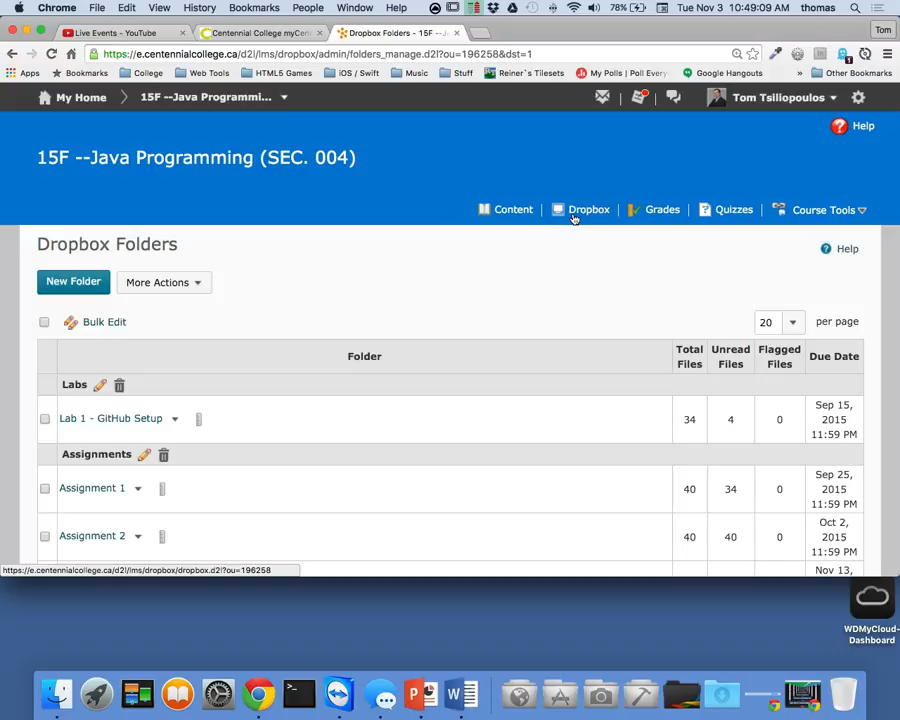 Chrome File Edit View History Bookmarks People Window Help 78% Tue Nov 3 10:49:09 AM thomas
Live Events - YouTube Centennial College myCen Dropbox Folders - 15F -- Jav Tom
https://e.centennialcollege.ca/d2l/lms/dropbox/admin/folders_manage.d2l?ou=196258&dst=1
Apps Bookmarks College Web Tools HTML5 Games iOS / Swift Music Stuff Reiner's Tilesets My Polls | Poll Every Google Hangouts » Other Bookmarks
My Home 15F --Java Programmi... Tom Tsiliopoulos
Help
15F --Java Programming (SEC. 004)
Content Dropbox Grades Quizzes Course Tools
Dropbox Folders
Help
New Folder More Actions
Bulk Edit 20 per page
Folder Total Files Unread Files Flagged Files Due Date
Labs
Lab 1 - GitHub Setup 34 4 0 Sep 15, 2015 11:59 PM
Assignments
Assignment 1 40 34 0 Sep 25, 2015 11:59 PM
Assignment 2 40 40 0 Oct 2, 2015 11:59 PM
Nov 13,
https://e.centennialcollege.ca/d2l/lms/dropbox/dropbox.d2l?ou=196258
WDMyCloud-
Dashboard